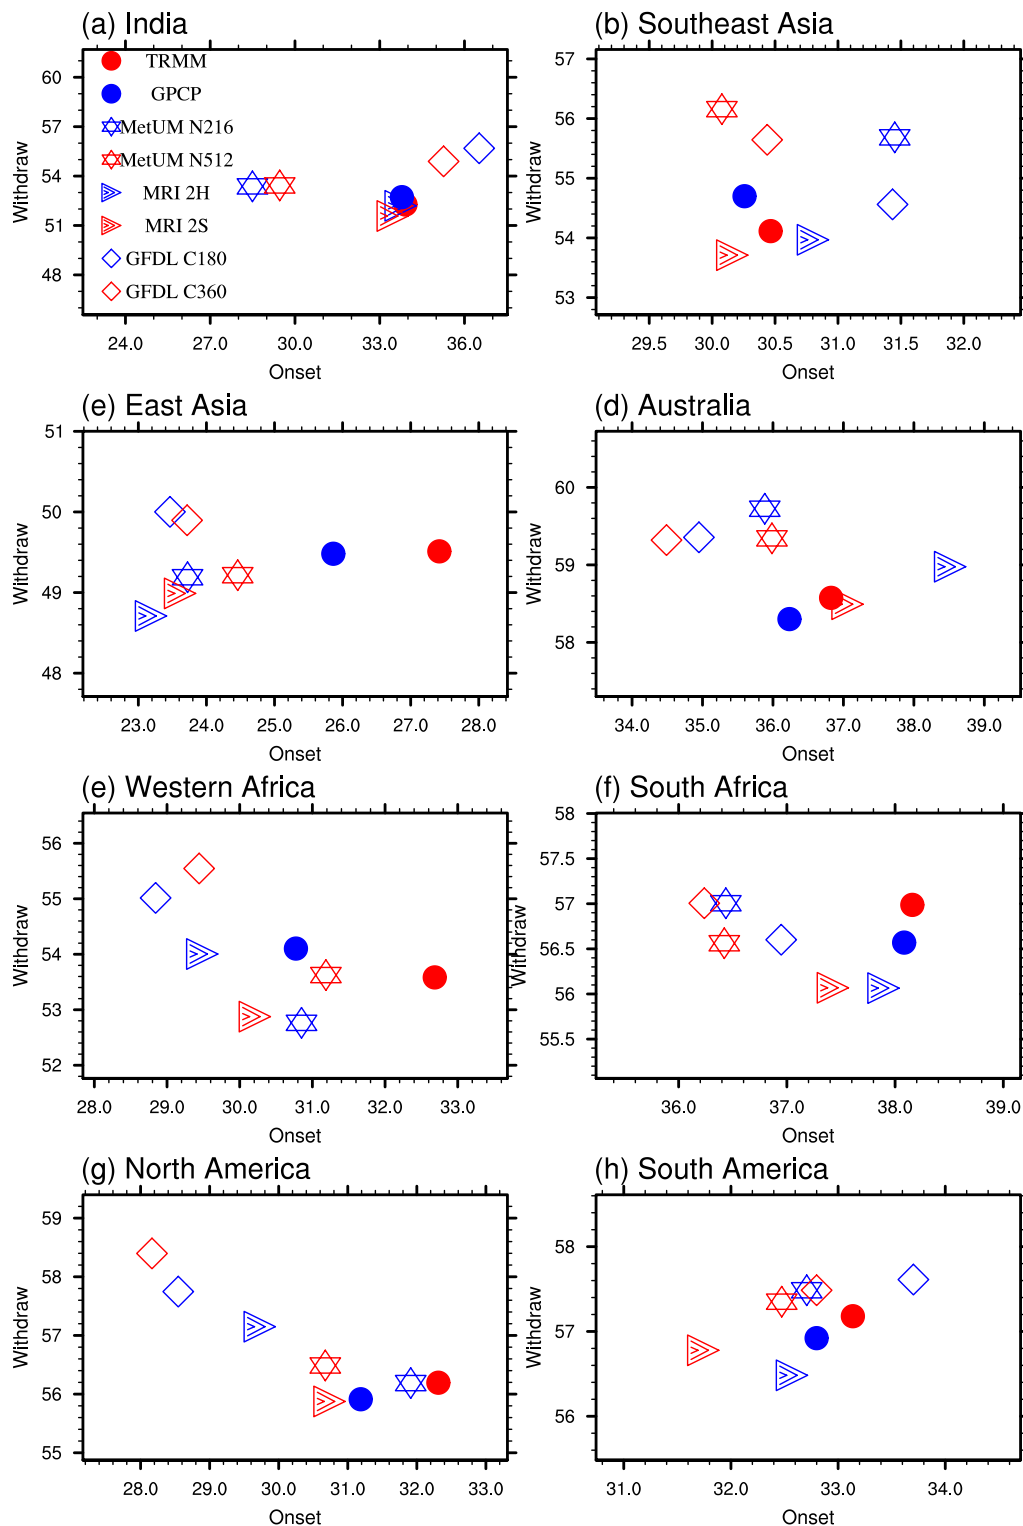 (a) India
60
57
54
51
48
Withdraw
TRMM
GPCP
MetUM N216
MetUM N512
MRI 2H
MRI 2S
GFDL C180
GFDL C360
24.0 27.0 30.0 33.0 36.0
Onset
(b) Southeast Asia
57
56
55
54
53
Withdraw
29.5 30.0 30.5 31.0 31.5 32.0
Onset
(e) East Asia
51
50
49
48
Withdraw
23.0 24.0 25.0 26.0 27.0 28.0
Onset
(d) Australia
60
59
58
Withdraw
34.0 35.0 36.0 37.0 38.0 39.0
Onset
(e) Western Africa
56
55
54
53
52
Withdraw
28.0 29.0 30.0 31.0 32.0 33.0
Onset
(f) South Africa
58
57.5
57
56.5
56
55.5
Withdraw
36.0 37.0 38.0 39.0
Onset
(g) North America
59
58
57
56
55
Withdraw
28.0 29.0 30.0 31.0 32.0 33.0
Onset
(h) South America
58
57
56
Withdraw
31.0 32.0 33.0 34.0
Onset